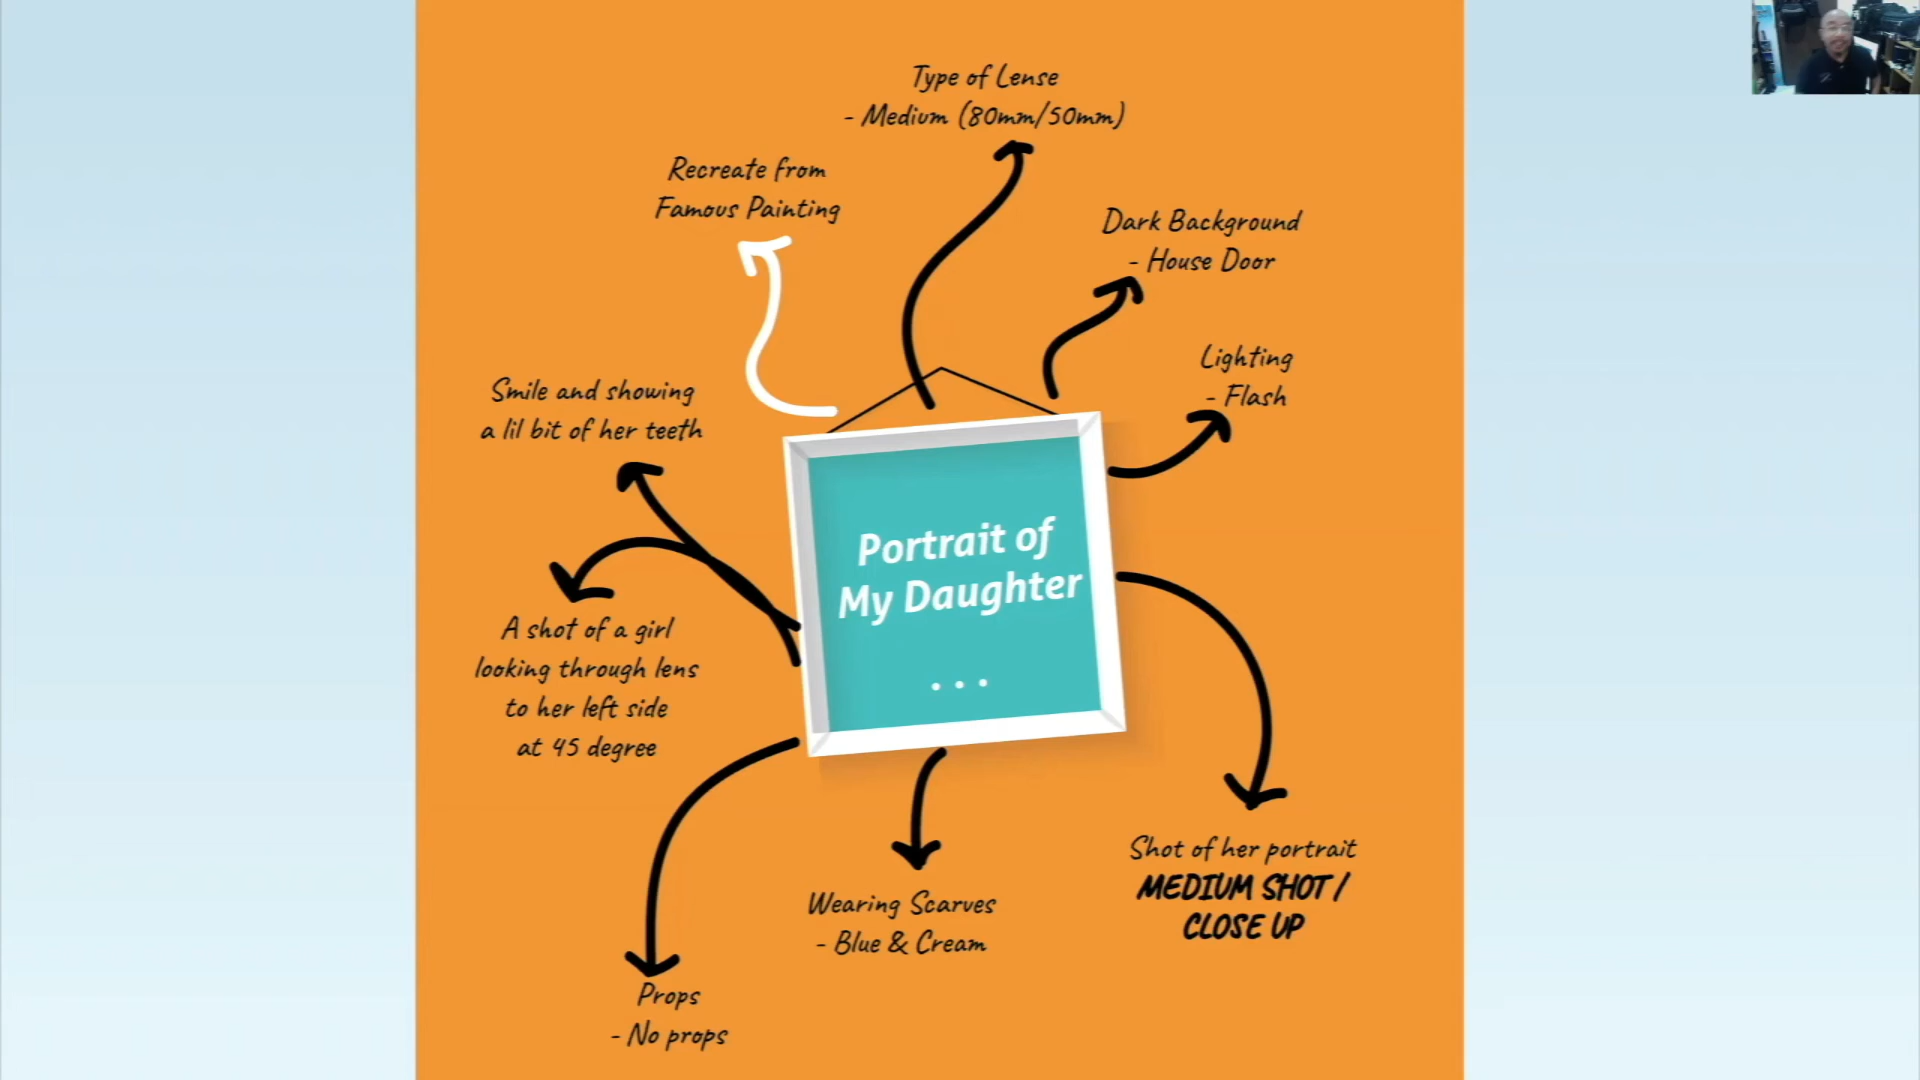 Type of Lense
- Medium (80mm/50mm)
Recreate from
Famous Painting
Dark Background
- House Door
Lighting
- Flash
Smile and showing
a lil bit of her teeth
Portrait of
My Daughter
...
A shot of a girl
looking through lens
to her left side
at 45 degree
Shot of her portrait
MEDIUM SHOT /
CLOSE UP
Wearing Scarves
- Blue & Cream
Props
- No props